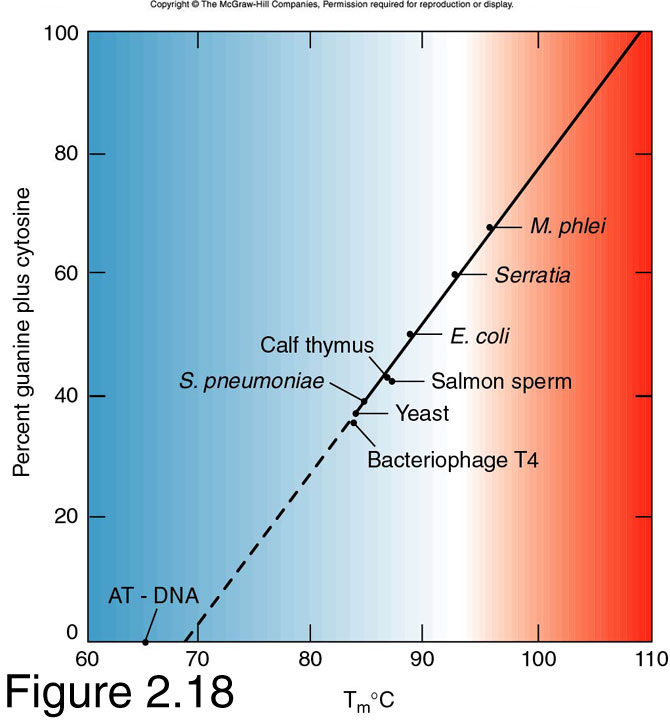 Copyright © The McGraw-Hill Companies, Permission required for reproduction or display.
100
80
60
40
20
0
Percent guanine plus cytosine
M. phlei
Serratia
E. coli
Calf thymus
S. pneumoniae
Salmon sperm
Yeast
Bacteriophage T4
AT - DNA
60 70 80 90 100 110
Figure 2.18
Tm°C